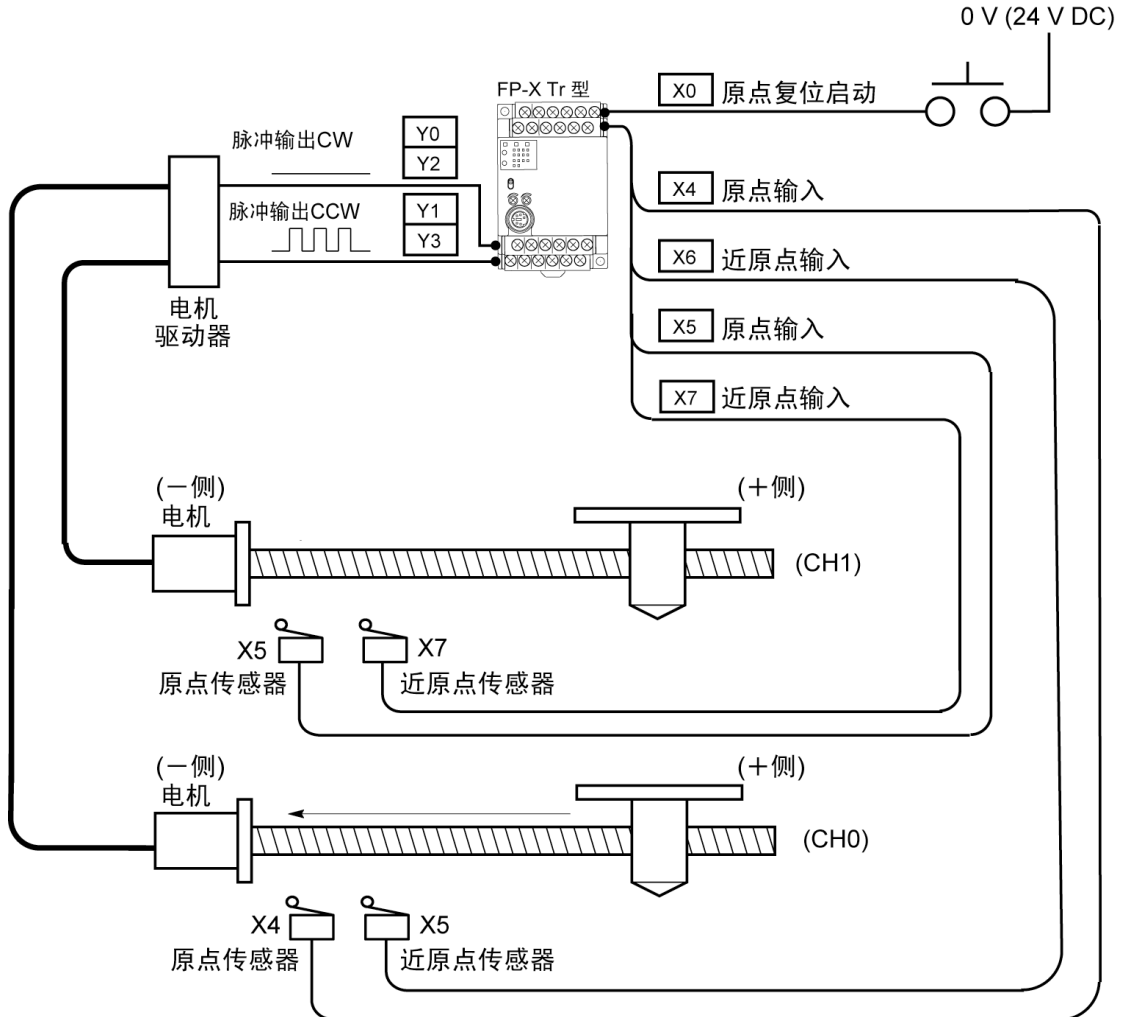 0 V (24 V DC)
FP-X Tr 型
X0 原点复位启动
脉冲输出CW
Y0
Y2
脉冲输出CCW
Y1
Y3
X4 原点输入
X6 近原点输入
电机
驱动器
X5 原点输入
X7 近原点输入
(－侧)
电机
(＋侧)
(CH1)
X5
原点传感器
X7
近原点传感器
(－侧)
电机
(＋侧)
(CH0)
X4
原点传感器
X5
近原点传感器